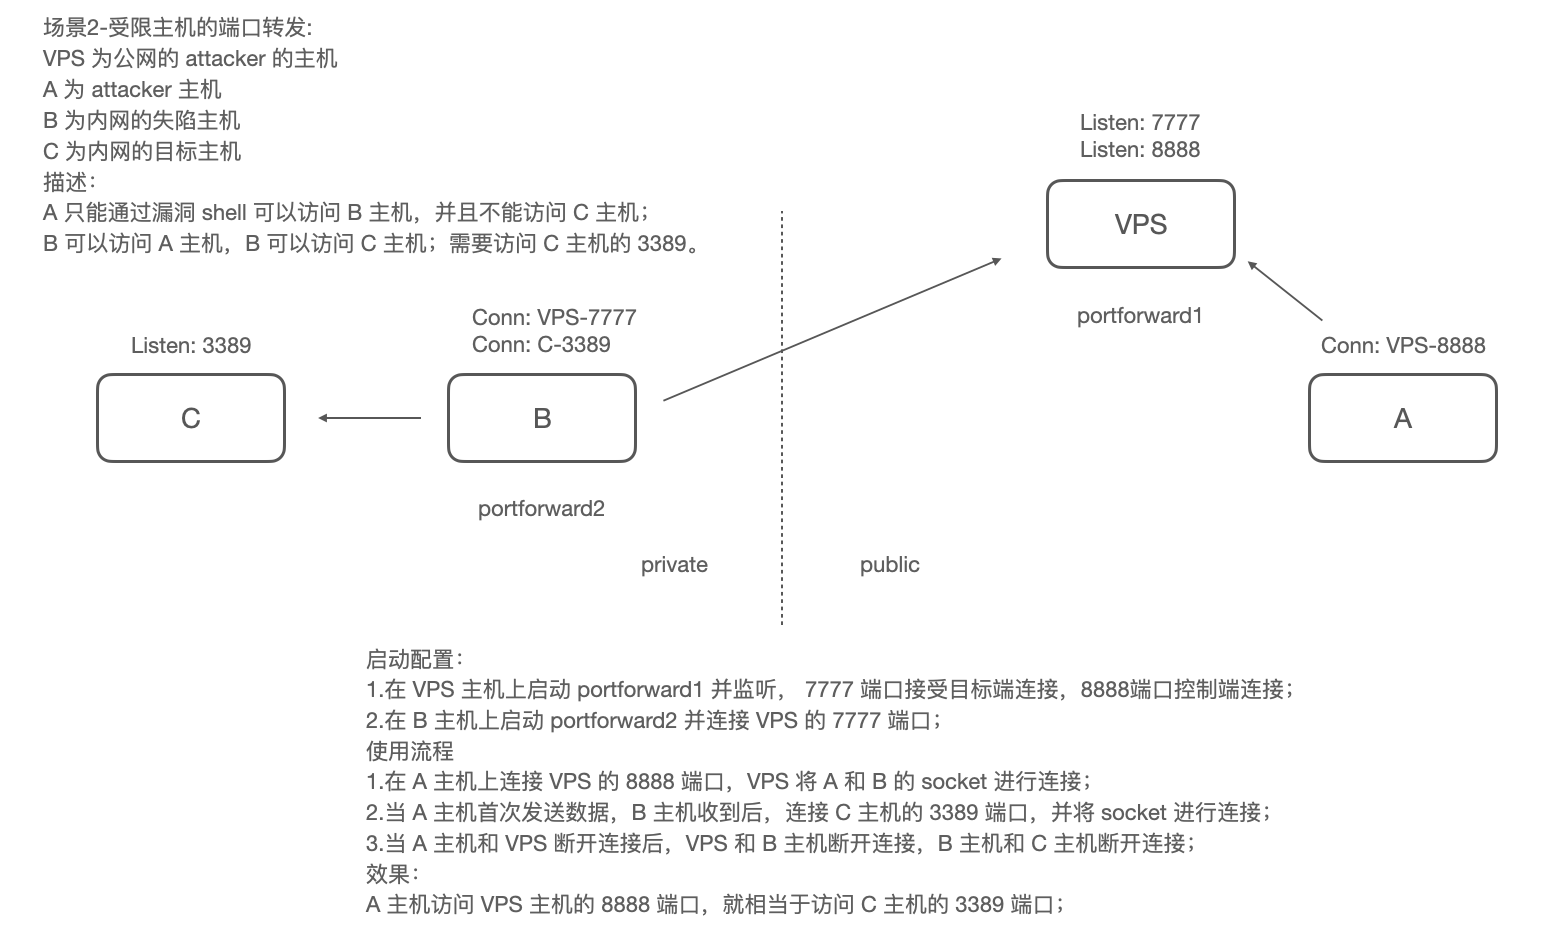 场景2-受限主机的端口转发:
VPS 为公网的 attacker 的主机
A 为 attacker 主机
B 为内网的失陷主机
C 为内网的目标主机
描述：
A 只能通过漏洞 shell 可以访问 B 主机，并且不能访问 C 主机；
B 可以访问 A 主机，B 可以访问 C 主机；需要访问 C 主机的 3389。
Listen: 7777
Listen: 8888
VPS
portforward1
Conn: VPS-7777
Conn: C-3389
Listen: 3389
Conn: VPS-8888
C
B
A
portforward2
private
public
启动配置：
1.在 VPS 主机上启动 portforward1 并监听， 7777 端口接受目标端连接，8888端口控制端连接；
2.在 B 主机上启动 portforward2 并连接 VPS 的 7777 端口；
使用流程
1.在 A 主机上连接 VPS 的 8888 端口，VPS 将 A 和 B 的 socket 进行连接；
2.当 A 主机首次发送数据，B 主机收到后，连接 C 主机的 3389 端口，并将 socket 进行连接；
3.当 A 主机和 VPS 断开连接后，VPS 和 B 主机断开连接，B 主机和 C 主机断开连接；
效果：
A 主机访问 VPS 主机的 8888 端口，就相当于访问 C 主机的 3389 端口；